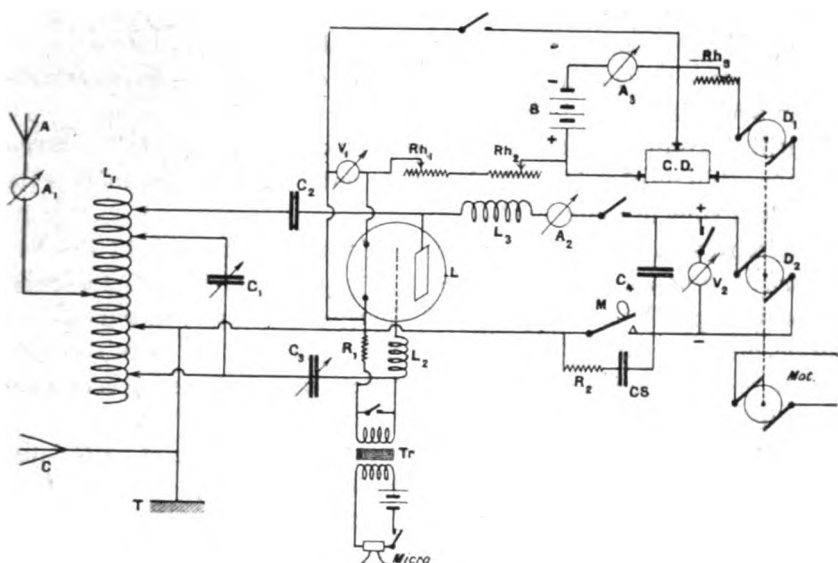 Rh₃
A₃
B
−
+
D₁
C.D.
A
L₁
A₁
V₁
Rh₁
Rh₂
C₂
L₃
A₂
+
C₁
L
C₄
V₂
D₂
M
−
R₁
L₂
C₃
R₂
CS
Mot.
C
T
Tr
Micro